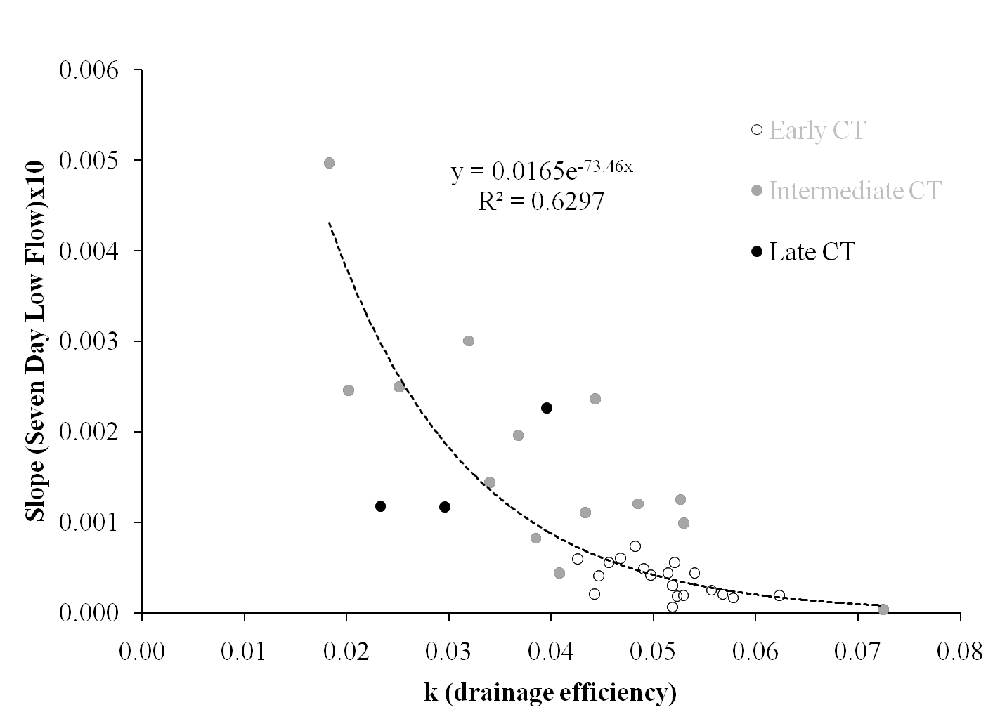 0.006
0.005
0.004
0.003
0.002
0.001
0.000
Slope (Seven Day Low Flow)x10
y = 0.0165e^-73.46x
R² = 0.6297
Early CT
Intermediate CT
Late CT
0.00 0.01 0.02 0.03 0.04 0.05 0.06 0.07 0.08
k (drainage efficiency)